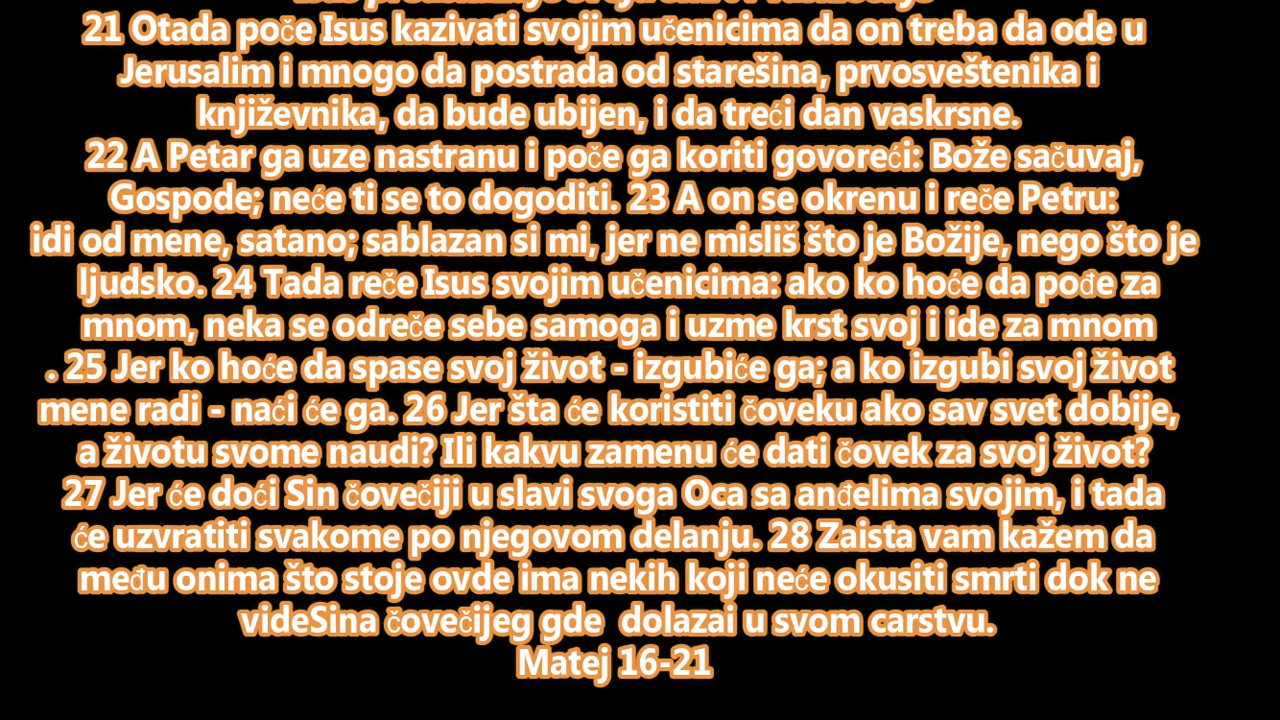 21 Otada poče Isus kazivati svojim učenicima da on treba da ode u
Jerusalim i mnogo da postrada od starešina, prvosveštenika i
književnika, da bude ubijen, i da treći dan vaskrsne.
22 A Petar ga uze nastranu i poče ga koriti govoreći: Bože sačuvaj,
Gospode; neće ti se to dogoditi. 23 A on se okrenu i reče Petru:
idi od mene, satano; sablazan si mi, jer ne misliš što je Božije, nego što je
ljudsko. 24 Tada reče Isus svojim učenicima: ako ko hoće da pođe za
mnom, neka se odreče sebe samoga i uzme krst svoj i ide za mnom
. 25 Jer ko hoće da spase svoj život - izgubiće ga; a ko izgubi svoj život
mene radi - naći će ga. 26 Jer šta će koristiti čoveku ako sav svet dobije,
a životu svome naudi? Ili kakvu zamenu će dati čovek za svoj život?
27 Jer će doći Sin čovečiji u slavi svoga Oca sa anđelima svojim, i tada
će uzvratiti svakome po njegovom delanju. 28 Zaista vam kažem da
među onima što stoje ovde ima nekih koji neće okusiti smrti dok ne
videSina čovečijeg gde  dolazai u svom carstvu.
Matej 16-21